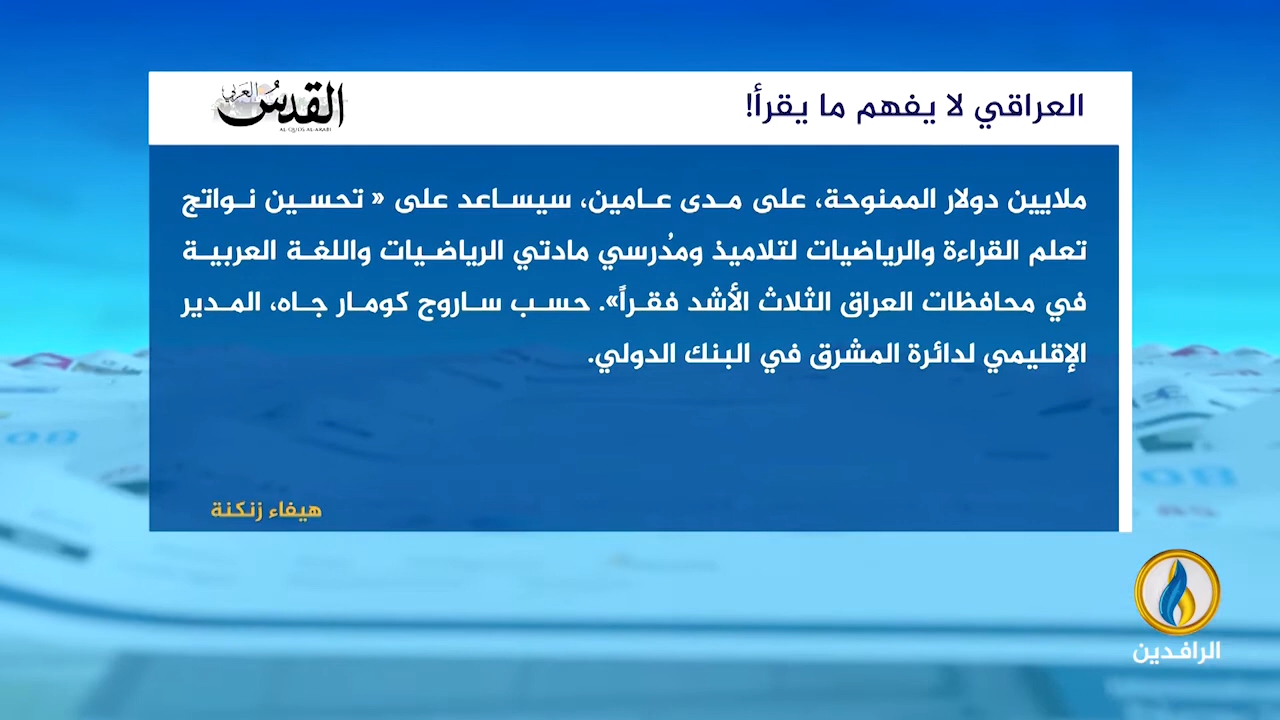 العراقي لا يفهم ما يقرأ!
القدس العربي
AL-QUDS AL-ARABI
ملايين دولار الممنوحة، على مدى عامين، سيساعد على « تحسين نواتج
تعلم القراءة والرياضيات لتلاميذ ومُدرسي مادتي الرياضيات واللغة العربية
في محافظات العراق الثلاث الأشد فقراً». حسب ساروج كومار جاه، المدير
الإقليمي لدائرة المشرق في البنك الدولي.
هيفاء زنكنة
08
08
الرافدين